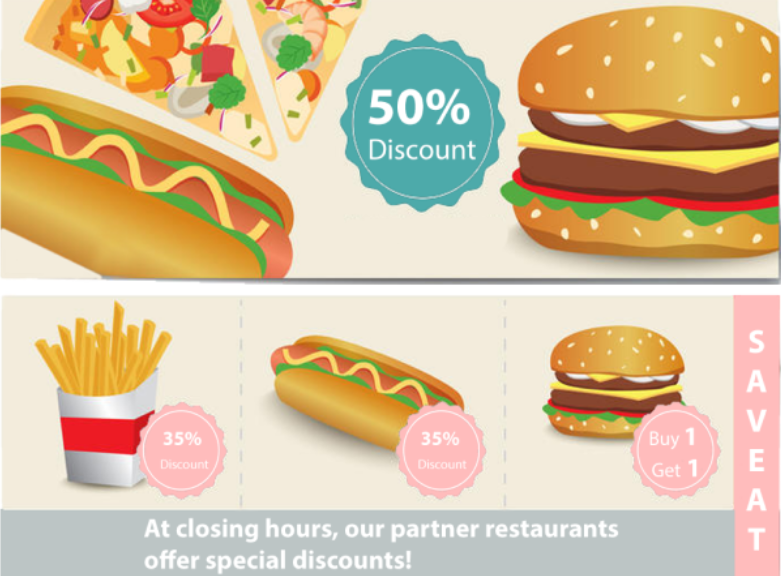 50%
Discount
35%
Discount
35%
Discount
Buy 1
Get 1
SAVEAT
At closing hours, our partner restaurants
offer special discounts!